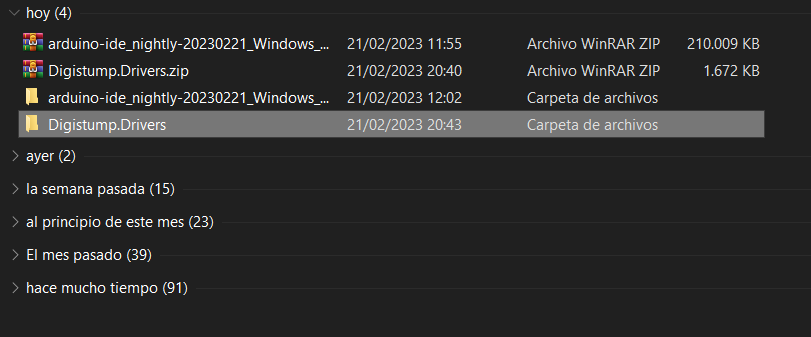 hoy (4)
arduino-ide_nightly-20230221_Windows_... 21/02/2023 11:55 Archivo WinRAR ZIP 210.009 KB
Digistump.Drivers.zip 21/02/2023 20:40 Archivo WinRAR ZIP 1.672 KB
arduino-ide_nightly-20230221_Windows_... 21/02/2023 12:02 Carpeta de archivos
Digistump.Drivers 21/02/2023 20:43 Carpeta de archivos
ayer (2)
la semana pasada (15)
al principio de este mes (23)
El mes pasado (39)
hace mucho tiempo (91)